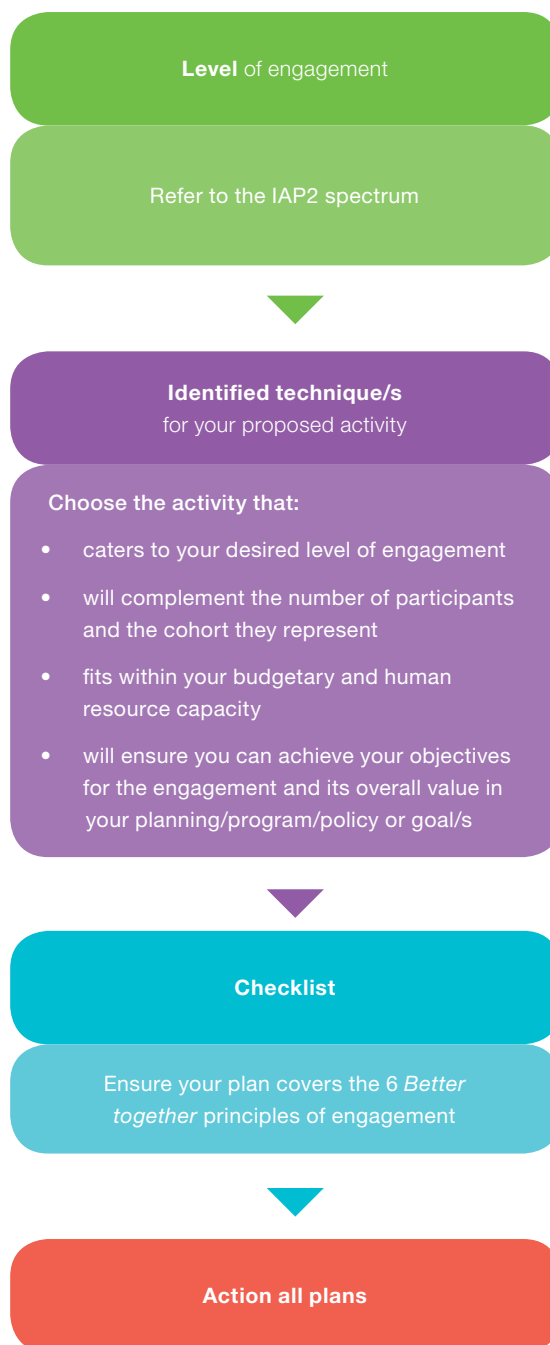 Level of engagement
Refer to the IAP2 spectrum
Identified technique/s
for your proposed activity
Choose the activity that:
• caters to your desired level of engagement
• will complement the number of participants
and the cohort they represent
• fits within your budgetary and human
resource capacity
• will ensure you can achieve your objectives
for the engagement and its overall value in
your planning/program/policy or goal/s
Checklist
Ensure your plan covers the 6 Better
together principles of engagement
Action all plans